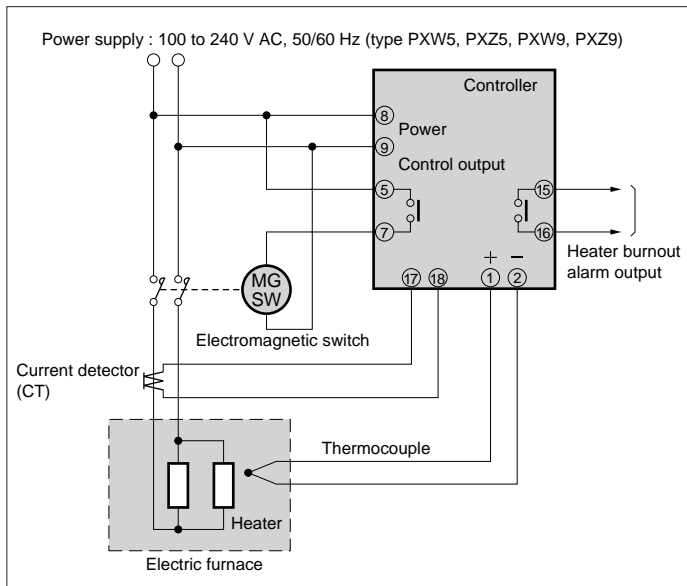 Power supply : 100 to 240 V AC, 50/60 Hz (type PXW5, PXZ5, PXW9, PXZ9)
Controller
8
Power
9
Control output
5
15
7
16
Heater burnout
alarm output
+ −
17 18 1 2
MG
SW
Electromagnetic switch
Current detector
(CT)
Thermocouple
Heater
Electric furnace